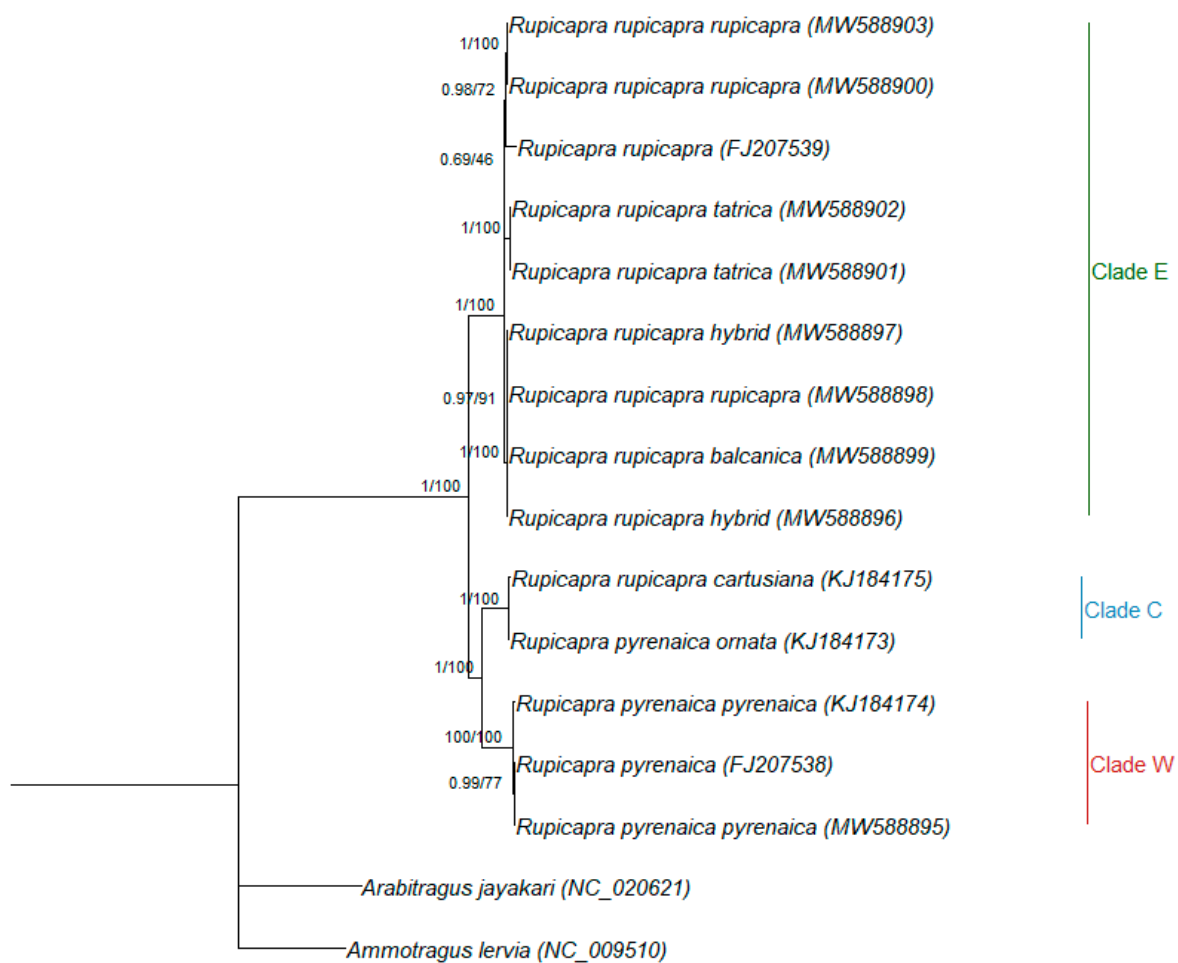 Rupicapra rupicapra rupicapra (MW588903)
1/100
0.98/72
Rupicapra rupicapra rupicapra (MW588900)
Rupicapra rupicapra (FJ207539)
0.69/46
Rupicapra rupicapra tatrica (MW588902)
1/100
Rupicapra rupicapra tatrica (MW588901)
Clade E
1/100
Rupicapra rupicapra hybrid (MW588897)
0.97/91
Rupicapra rupicapra rupicapra (MW588898)
1/100
Rupicapra rupicapra balcanica (MW588899)
1/100
Rupicapra rupicapra hybrid (MW588896)
Rupicapra rupicapra cartusiana (KJ184175)
1/100
Clade C
Rupicapra pyrenaica ornata (KJ184173)
1/100
Rupicapra pyrenaica pyrenaica (KJ184174)
100/100
Rupicapra pyrenaica (FJ207538)
Clade W
0.99/77
Rupicapra pyrenaica pyrenaica (MW588895)
Arabitragus jayakari (NC_020621)
Ammotragus lervia (NC_009510)